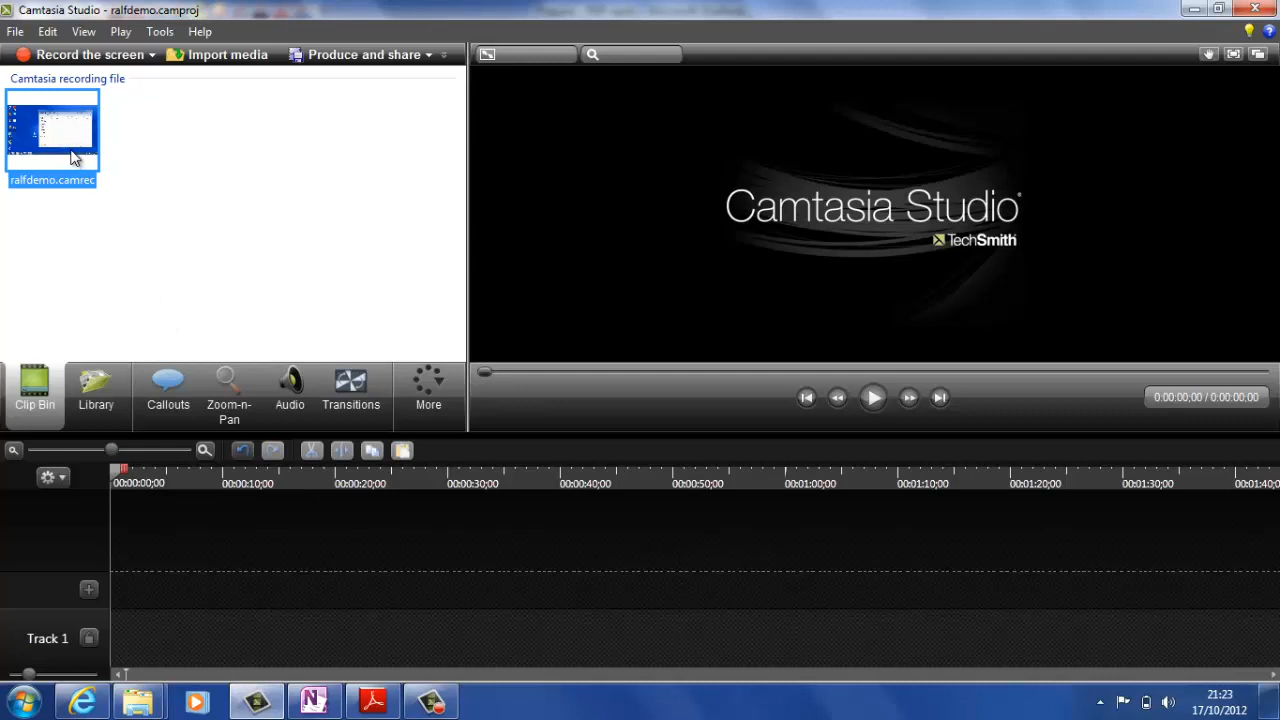 Camtasia Studio - ralfdemo.camproj
File Edit View Play Tools Help
Record the screen Import media Produce and share
Camtasia recording file
ralfdemo.camrec
Camtasia Studio®
TechSmith
Clip Bin Library Callouts Zoom-n-Pan Audio Transitions More
0:00:00;00 / 0:00:00:00
00:00:00;00 00:00:10;00 00:00:20;00 00:00:30;00 00:00:40;00 00:00:50;00 00:01:00;00 00:01:10;00 00:01:20;00 00:01:30;00 00:01:40;0
Track 1
21:23
17/10/2012